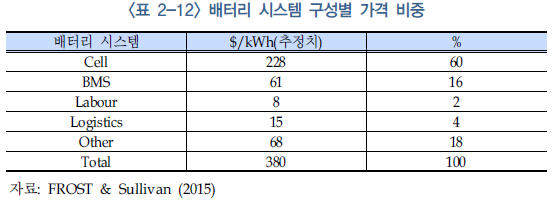 <표 2-12> 배터리 시스템 구성별 가격 비중
배터리 시스템 $/kWh(추정치) %
Cell 228 60
BMS 61 16
Labour 8 2
Logistics 15 4
Other 68 18
Total 380 100
자료: FROST & Sullivan (2015)